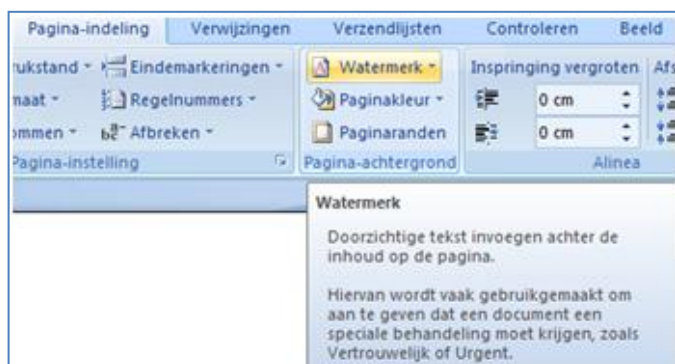 Pagina-indeling Verwijzingen Verzendlijsten Controleren Beeld
Eindemarkeringen Watermerk Inspringing vergroten
Regelnummers Paginakleur 0 cm
Afbreken Paginaranden 0 cm
Pagina-instelling Pagina-achtergrond Alinea
Watermerk
Doorzichtige tekst invoegen achter de
inhoud op de pagina.
Hiervan wordt vaak gebruikgemaakt om
aan te geven dat een document een
speciale behandeling moet krijgen, zoals
Vertrouwelijk of Urgent.